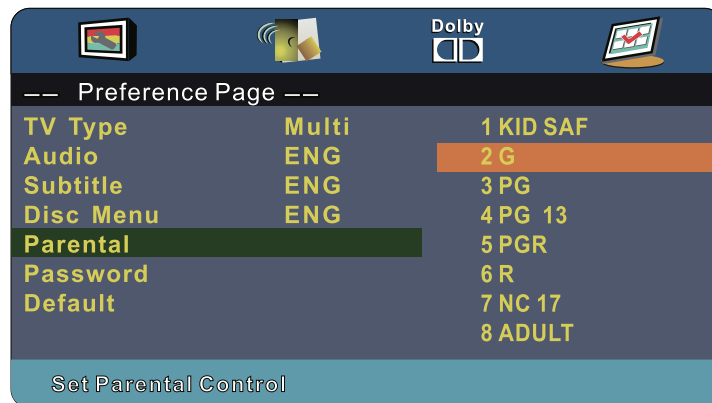 Dolby
–– Preference Page ––
TV Type Multi 1 KID SAF
Audio ENG 2 G
Subtitle ENG 3 PG
Disc Menu ENG 4 PG 13
Parental 5 PGR
Password 6 R
Default 7 NC 17
8 ADULT
Set Parental Control